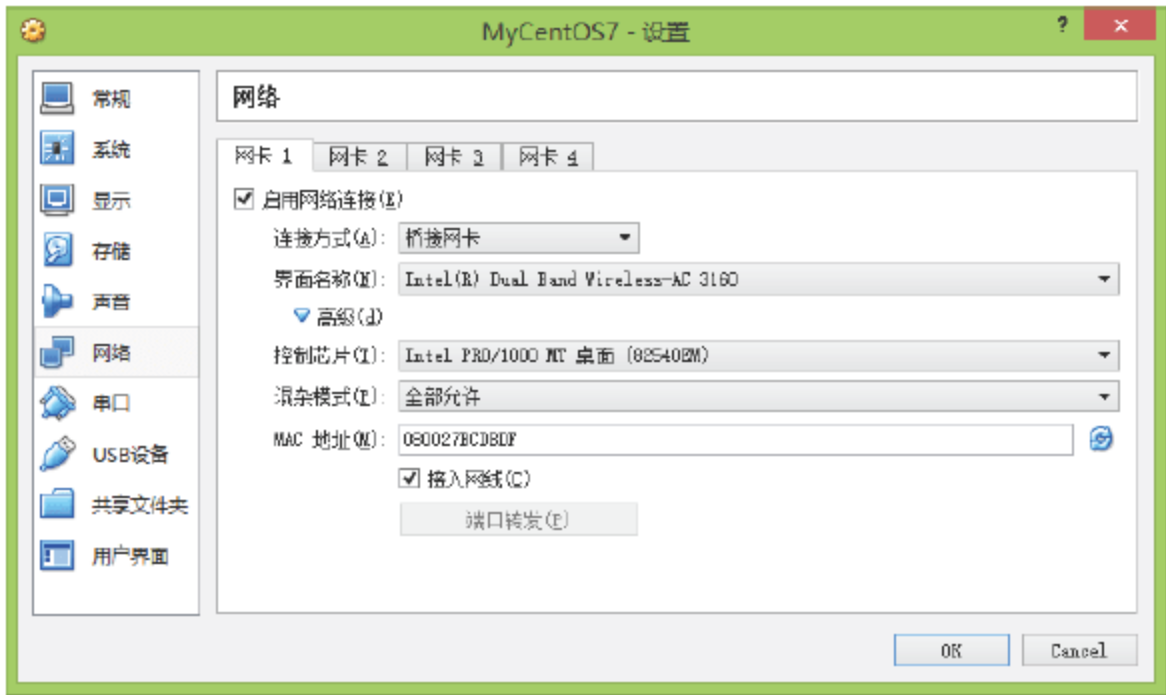 MyCentOS7 - 设置
?
常规
系统
显示
存储
声音
网络
串口
USB设备
共享文件夹
用户界面
网络
网卡 1 网卡 2 网卡 3 网卡 4
启用网络连接(E)
连接方式(A): 桥接网卡
界面名称(N): Intel(R) Dual Band Wireless-AC 3160
高级(d)
控制芯片(T): Intel PRO/1000 MT 桌面 (82540EM)
混杂模式(P): 全部允许
MAC 地址(M): 080027BCDBDF
接入网线(C)
端口转发(P)
OK Cancel